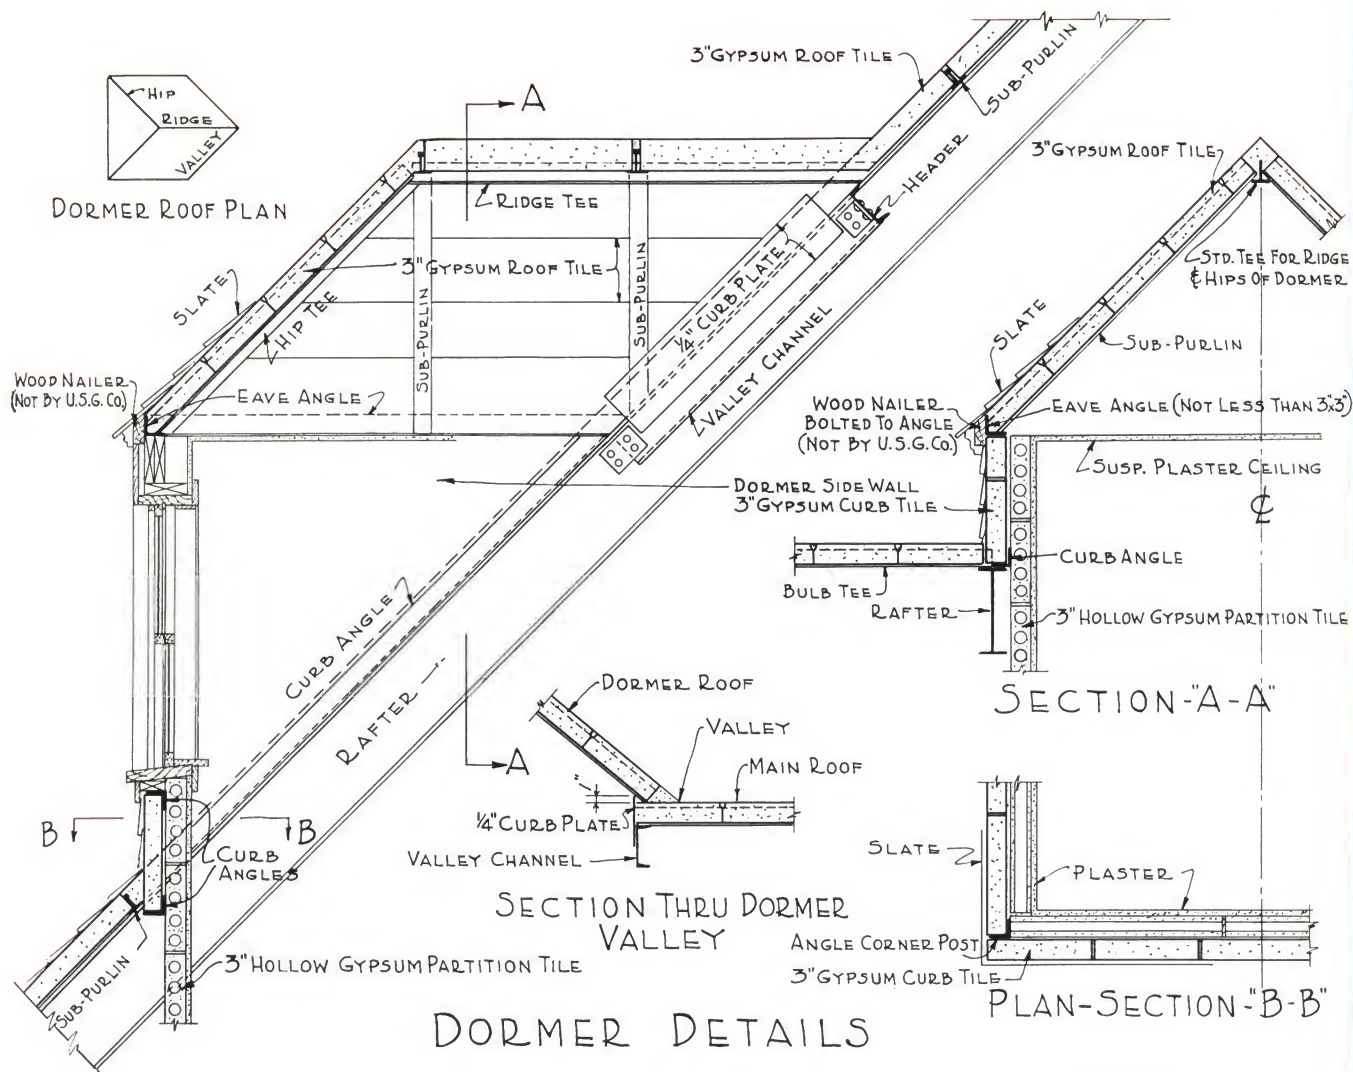 3" GYPSUM ROOF TILE
SUB-PURLIN
A
HIP
RIDGE
VALLEY
DORMER ROOF PLAN
HEADER
3" GYPSUM ROOF TILE
RIDGE TEE
STD. TEE FOR RIDGE
& HIPS OF DORMER
3" GYPSUM ROOF TILE
SLATE
HIP TEE
SUB-PURLIN
SUB-PURLIN
1/4" CURB PLATE
VALLEY CHANNEL
SLATE
SUB-PURLIN
WOOD NAILER
(NOT BY U.S.G. CO.)
EAVE ANGLE
WOOD NAILER
BOLTED TO ANGLE
(NOT BY U.S.G. CO.)
EAVE ANGLE (NOT LESS THAN 3"x3")
SUSP. PLASTER CEILING
DORMER SIDE WALL
3" GYPSUM CURB TILE
℄
CURB ANGLE
BULB TEE
RAFTER
3" HOLLOW GYPSUM PARTITION TILE
CURB ANGLE
RAFTER
SECTION-"A-A"
DORMER ROOF
VALLEY
A
MAIN ROOF
1/4" CURB PLATE
VALLEY CHANNEL
SECTION THRU DORMER
VALLEY
B
B
CURB
ANGLES
SLATE
PLASTER
ANGLE CORNER POST
3" GYPSUM CURB TILE
PLAN-SECTION-"B-B"
3" HOLLOW GYPSUM PARTITION TILE
SUB-PURLIN
DORMER DETAILS